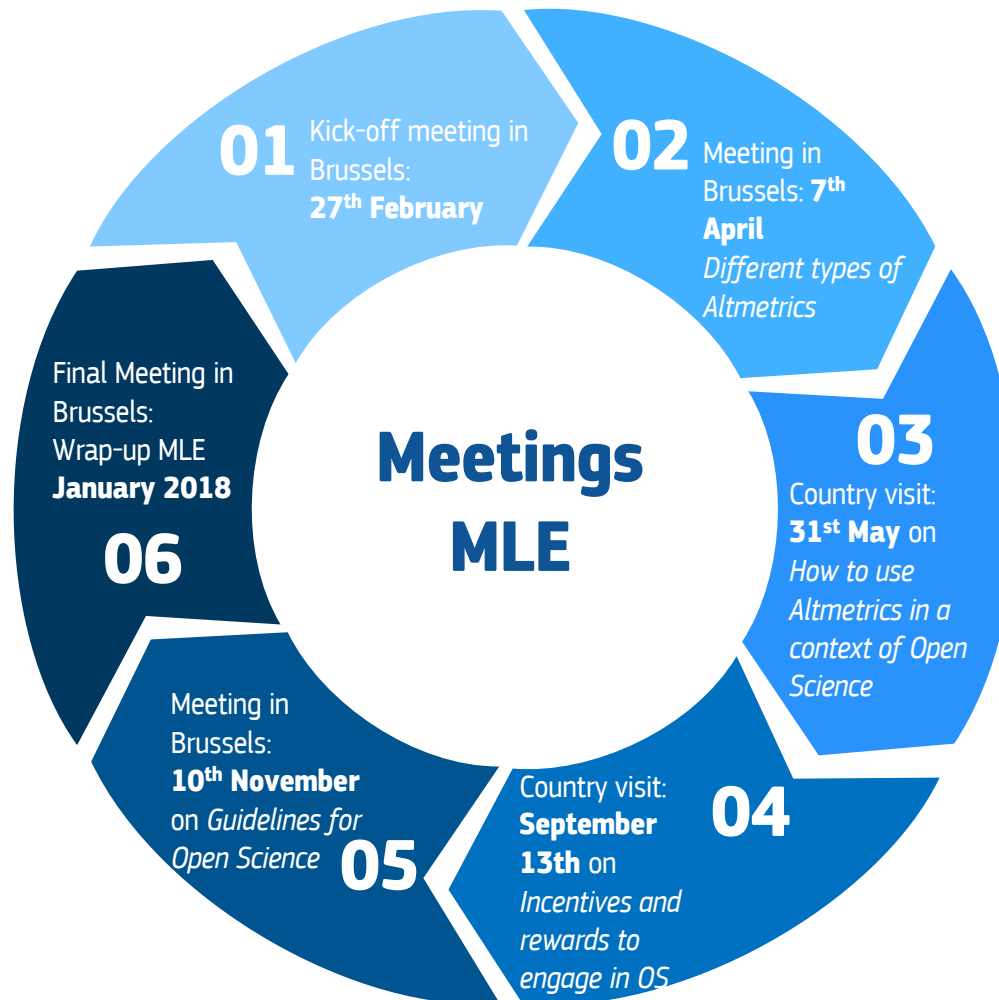 Meetings
MLE
01
Kick-off meeting in
Brussels:
27th February
02
Meeting in
Brussels: 7th
April
Different types of
Altmetrics
03
Country visit:
31st May on
How to use
Altmetrics in a
context of Open
Science
04
Country visit:
September
13th on
Incentives and
rewards to
engage in OS
05
Meeting in
Brussels:
10th November
on Guidelines for
Open Science
06
Final Meeting in
Brussels:
Wrap-up MLE
January 2018